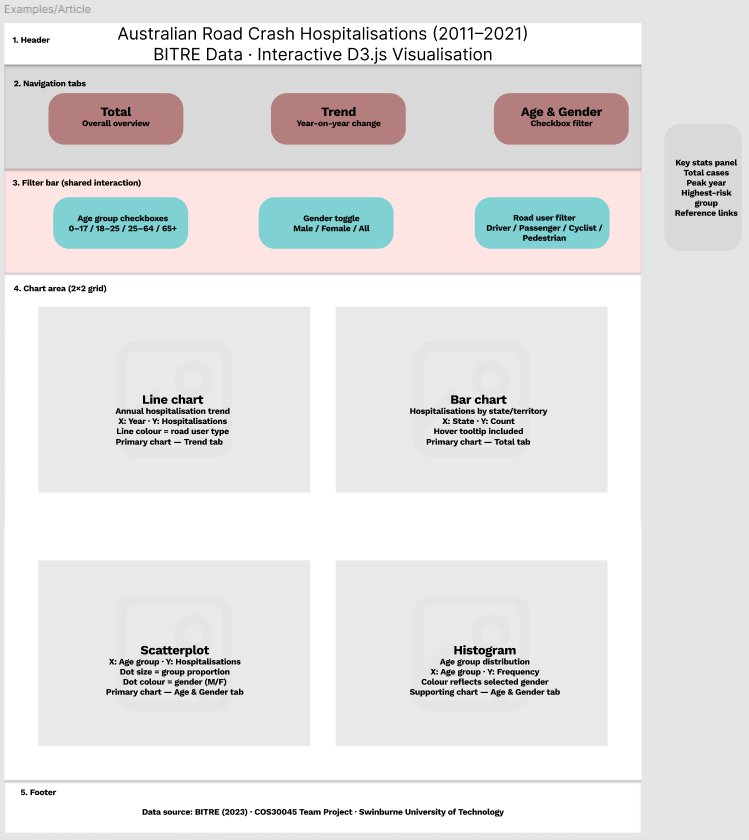 Examples/Article
1. Header
Australian Road Crash Hospitalisations (2011–2021)
BITRE Data · Interactive D3.js Visualisation
2. Navigation tabs
Total
Overall overview
Trend
Year-on-year change
Age & Gender
Checkbox filter
Key stats panel
Total cases
Peak year
Highest-risk
group
Reference links
3. Filter bar (shared interaction)
Age group checkboxes
0–17 / 18–25 / 25–64 / 65+
Gender toggle
Male / Female / All
Road user filter
Driver / Passenger / Cyclist /
Pedestrian
4. Chart area (2×2 grid)
Line chart
Annual hospitalisation trend
X: Year · Y: Hospitalisations
Line colour = road user type
Primary chart — Trend tab
Bar chart
Hospitalisations by state/territory
X: State · Y: Count
Hover tooltip included
Primary chart — Total tab
Scatterplot
X: Age group · Y: Hospitalisations
Dot size = group proportion
Dot colour = gender (M/F)
Primary chart — Age & Gender tab
Histogram
Age group distribution
X: Age group · Y: Frequency
Colour reflects selected gender
Supporting chart — Age & Gender tab
5. Footer
Data source: BITRE (2023) · COS30045 Team Project · Swinburne University of Technology